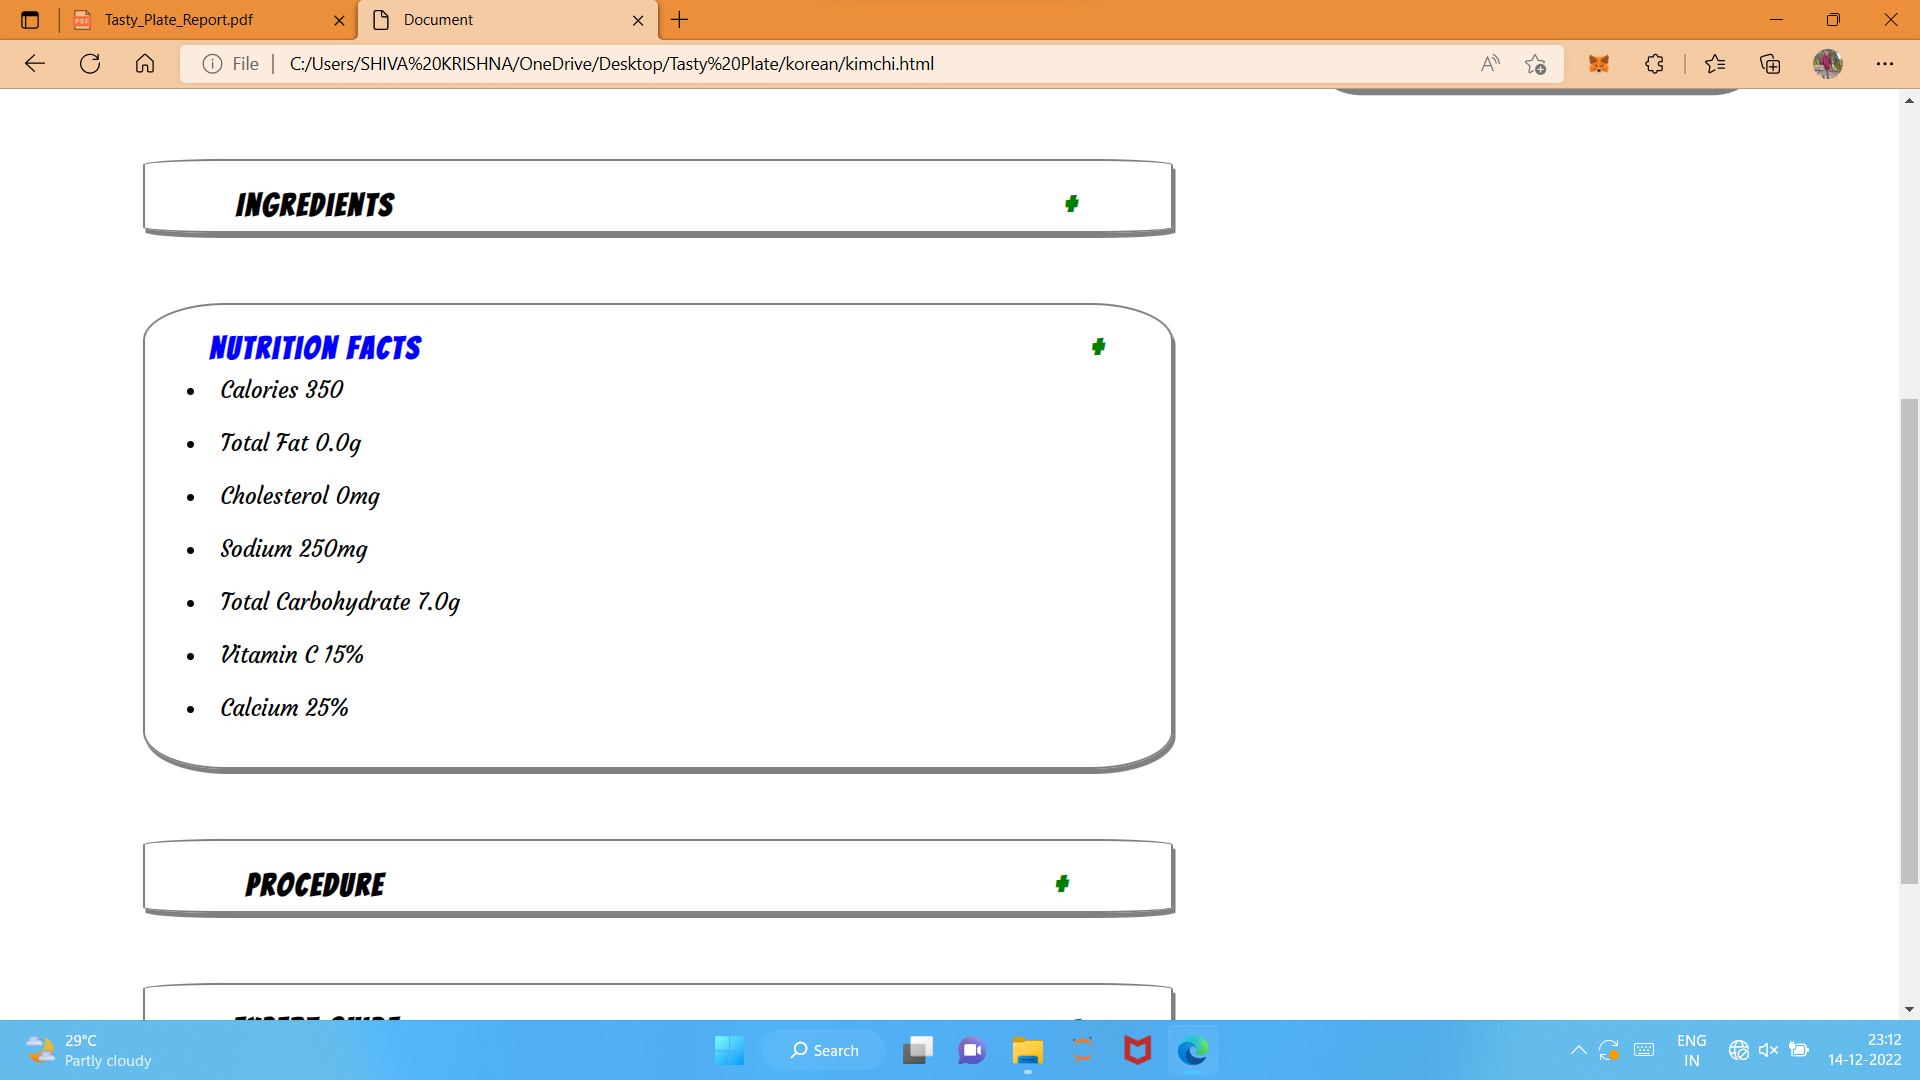 Tasty_Plate_Report.pdf
Document
File
C:/Users/SHIVA%20KRISHNA/OneDrive/Desktop/Tasty%20Plate/korean/kimchi.html
INGREDIENTS +
NUTRITION FACTS +
• Calories 350
• Total Fat 0.0g
• Cholesterol 0mg
• Sodium 250mg
• Total Carbohydrate 7.0g
• Vitamin C 15%
• Calcium 25%
PROCEDURE +
29°C
Partly cloudy
Search
ENG
IN
23:12
14-12-2022